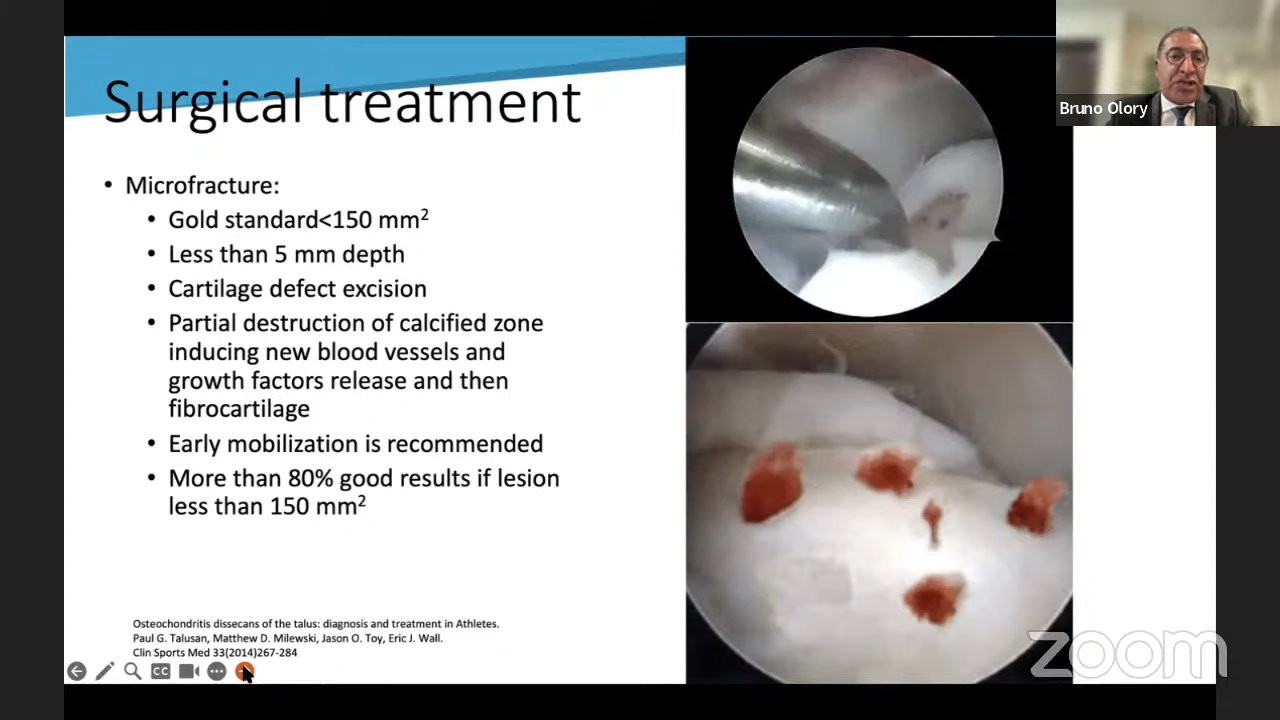 Surgical treatment
• Microfracture:
• Gold standard<150 mm²
• Less than 5 mm depth
• Cartilage defect excision
• Partial destruction of calcified zone
inducing new blood vessels and
growth factors release and then
fibrocartilage
• Early mobilization is recommended
• More than 80% good results if lesion
less than 150 mm²
Osteochondritis dissecans of the talus: diagnosis and treatment in Athletes.
Paul G. Talusan, Matthew D. Milewski, Jason O. Toy, Eric J. Wall.
Clin Sports Med 33(2014)267-284
CC
Bruno Olory
zoom